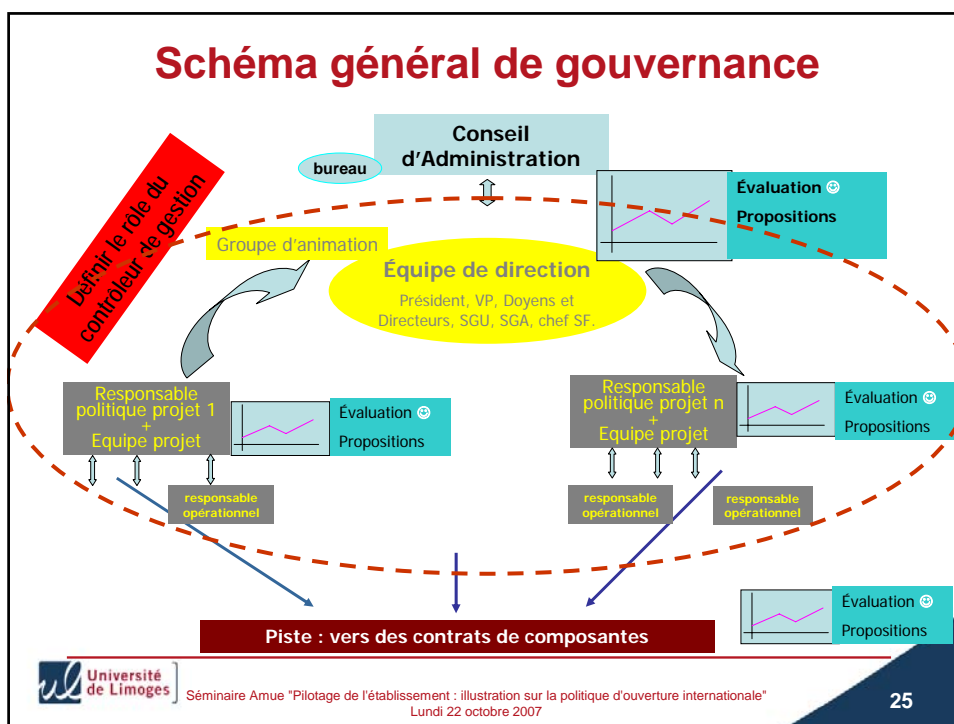 Schéma général de gouvernance
Conseil
d'Administration
bureau
Évaluation ☺
Propositions
Définir le rôle du
contrôleur de gestion
Groupe d'animation
Équipe de direction
Président, VP, Doyens et
Directeurs, SGU, SGA, chef SF.
Responsable
politique projet 1
+
Equipe projet
Évaluation ☺
Propositions
Responsable
politique projet n
+
Equipe projet
Évaluation ☺
Propositions
responsable
opérationnel
responsable
opérationnel
responsable
opérationnel
Évaluation ☺
Propositions
Piste : vers des contrats de composantes
ul Université
de Limoges
Séminaire Amue "Pilotage de l'établissement : illustration sur la politique d'ouverture internationale"
Lundi 22 octobre 2007
25